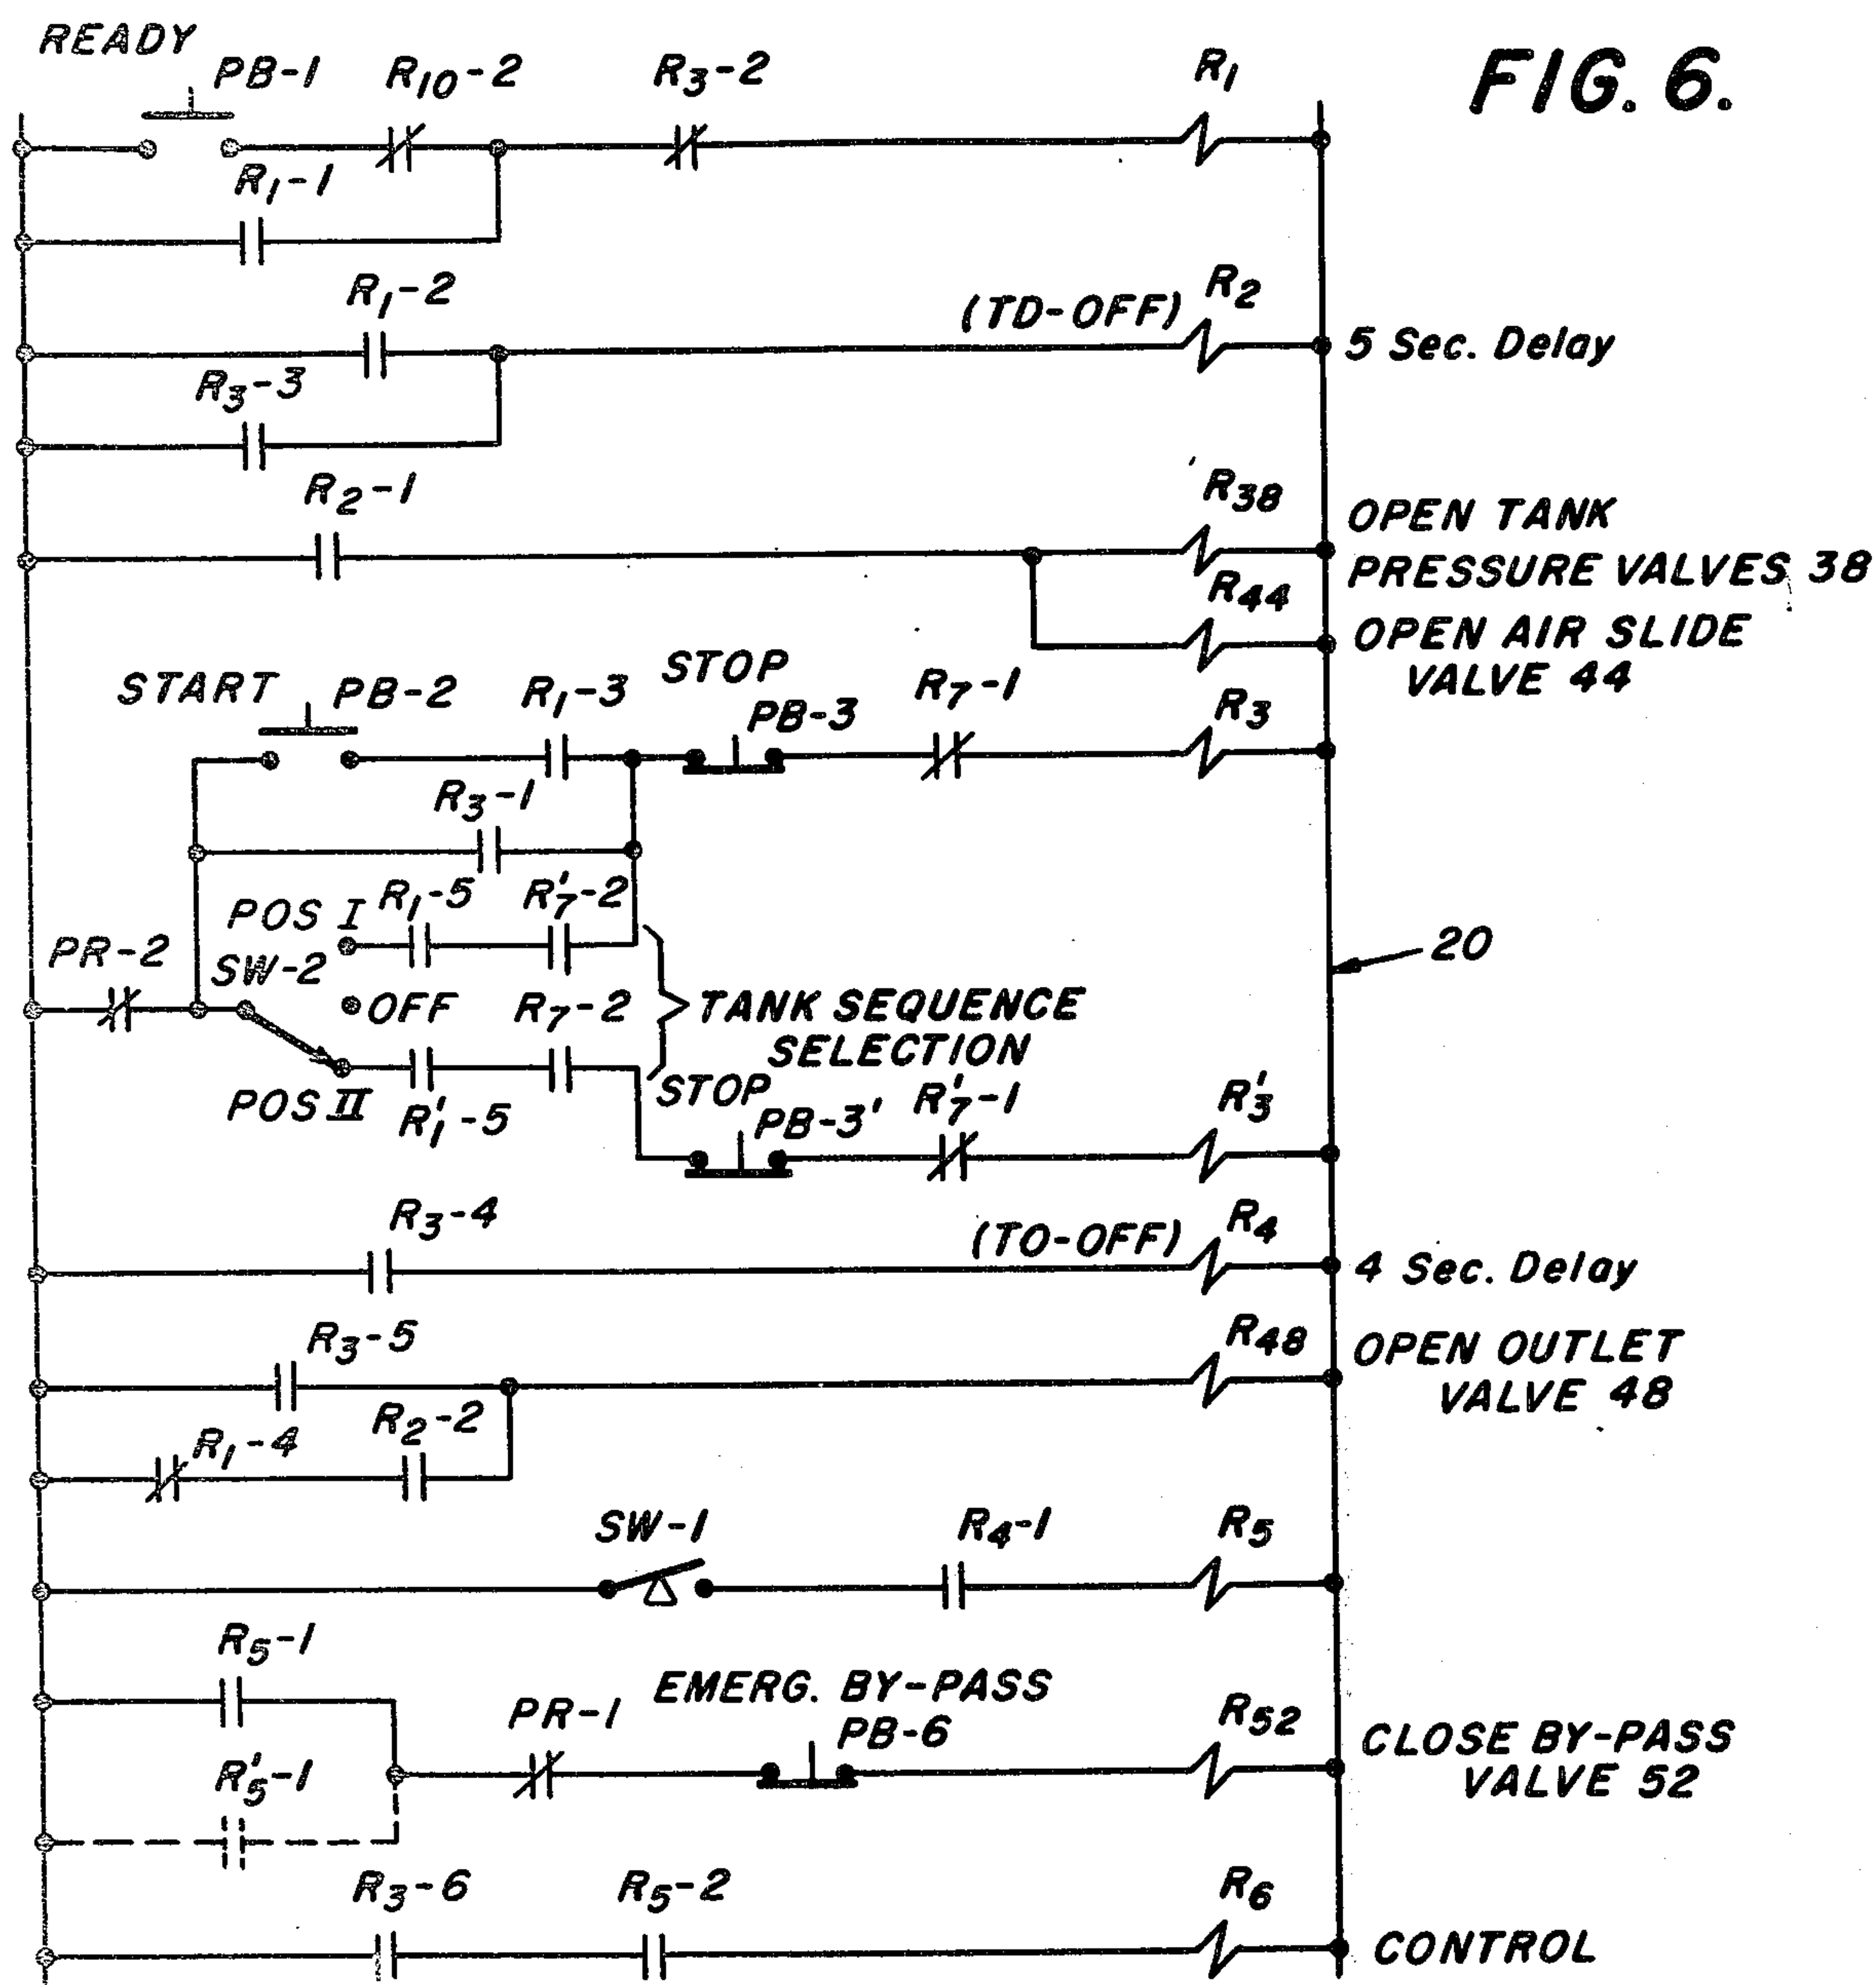 READY
PB-1
R10-2
R3-2
R1
FIG. 6.
R1-1
R1-2
(TD-OFF)
R2
5 Sec. Delay
R3-3
R2-1
R38
OPEN TANK
PRESSURE VALVES 38
R44
OPEN AIR SLIDE
VALVE 44
START
PB-2
R1-3
STOP
PB-3
R7-1
R3
R3-1
POS I
R1-5
R'7-2
PR-2
SW-2
OFF
R7-2
TANK SEQUENCE
SELECTION
20
POS II
R'1-5
STOP
PB-3'
R'7-1
R'3
R3-4
(TO-OFF)
R4
4 Sec. Delay
R3-5
R48
OPEN OUTLET
VALVE 48
R1-4
R2-2
SW-1
R4-1
R5
R5-1
PR-1
EMERG. BY-PASS
PB-6
R52
CLOSE BY-PASS
VALVE 52
R'5-1
R3-6
R5-2
R6
CONTROL